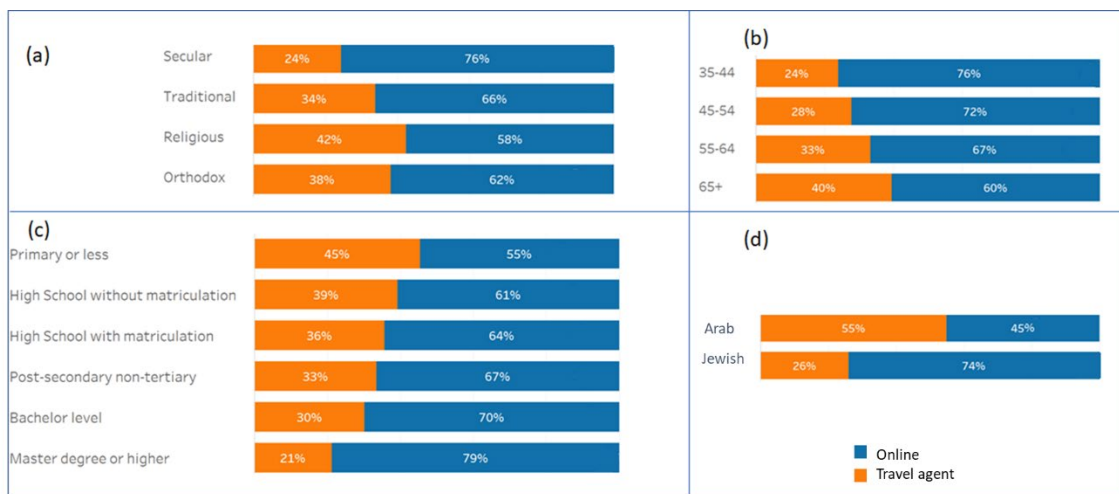 (a)
Secular 24% 76%
Traditional 34% 66%
Religious 42% 58%
Orthodox 38% 62%
(b)
35-44 24% 76%
45-54 28% 72%
55-64 33% 67%
65+ 40% 60%
(c)
Primary or less 45% 55%
High School without matriculation 39% 61%
High School with matriculation 36% 64%
Post-secondary non-tertiary 33% 67%
Bachelor level 30% 70%
Master degree or higher 21% 79%
(d)
Arab 55% 45%
Jewish 26% 74%
Online
Travel agent